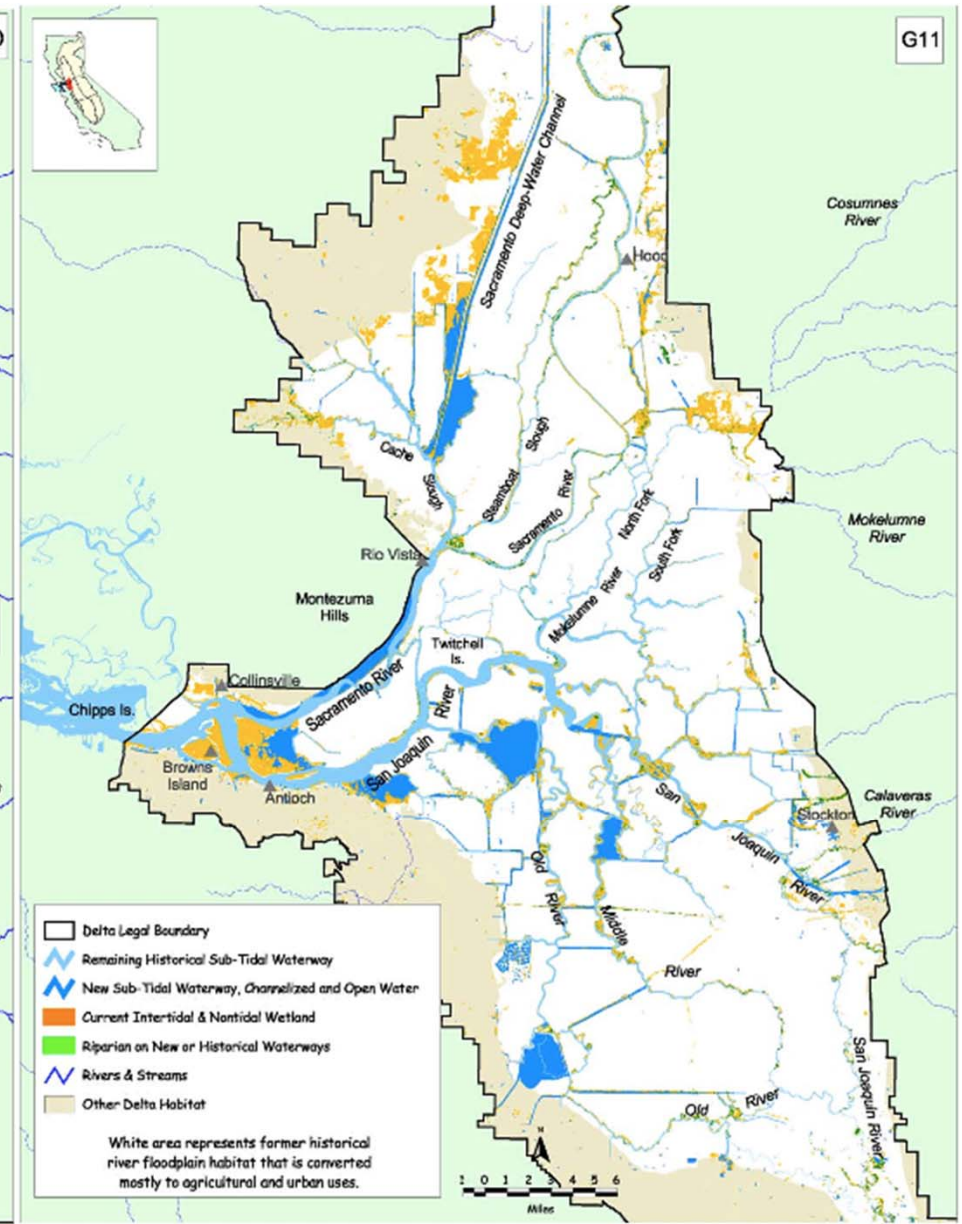 G11
Sacramento Deep-Water Channel
Cosumnes
River
Hood
Cache
Slough
Steamboat
Slough
Sacramento
River
North Fork
South Fork
Mokelumne
River
Mokelumne
River
Rio Vista
Montezuma
Hills
Twitchell
Is.
Collinsville
Sacramento River
Chipps Is.
River
San Joaquin
Browns
Island
Antioch
San
Joaquin
River
Stockton
Calaveras
River
Old
River
Middle
River
San Joaquin River
Old
River
Delta Legal Boundary
Remaining Historical Sub-Tidal Waterway
New Sub-Tidal Waterway, Channelized and Open Water
Current Intertidal & Nontidal Wetland
Riparian on New or Historical Waterways
Rivers & Streams
Other Delta Habitat
White area represents former historical
river floodplain habitat that is converted
mostly to agricultural and urban uses.
N
1 0 1 2 3 4 5 6
Miles